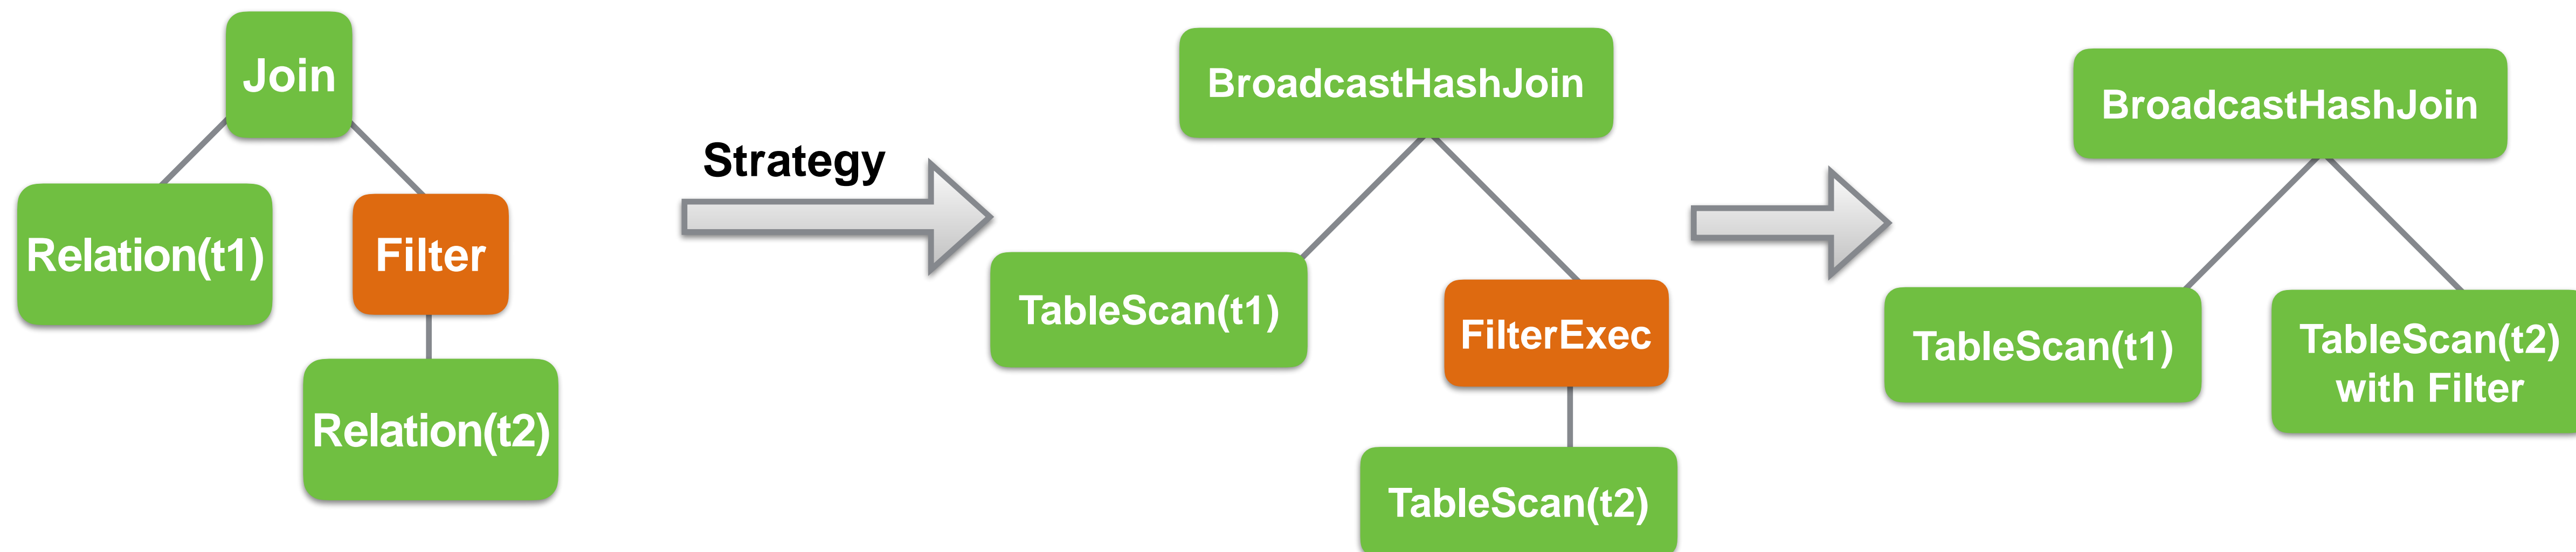 Join
Relation(t1)
Filter
Relation(t2)
Strategy
BroadcastHashJoin
TableScan(t1)
FilterExec
TableScan(t2)
BroadcastHashJoin
TableScan(t1)
TableScan(t2)
with Filter